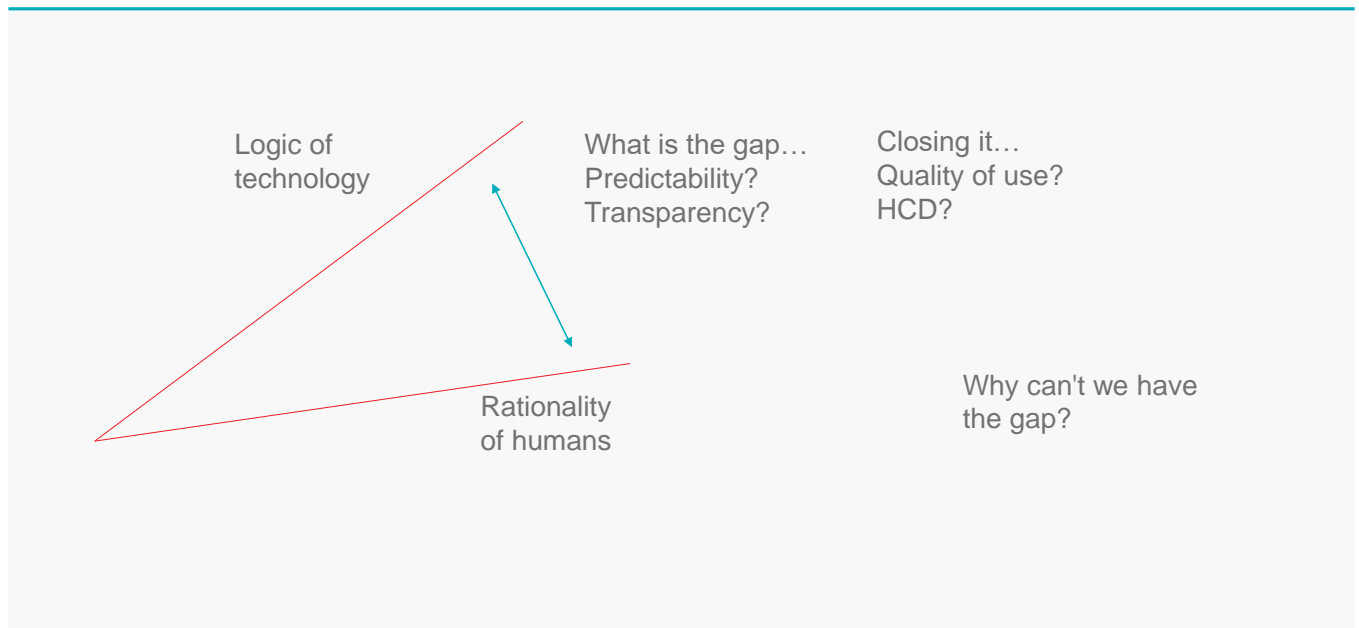 Logic of
technology
What is the gap…
Predictability?
Transparency?
Closing it…
Quality of use?
HCD?
Rationality
of humans
Why can't we have
the gap?